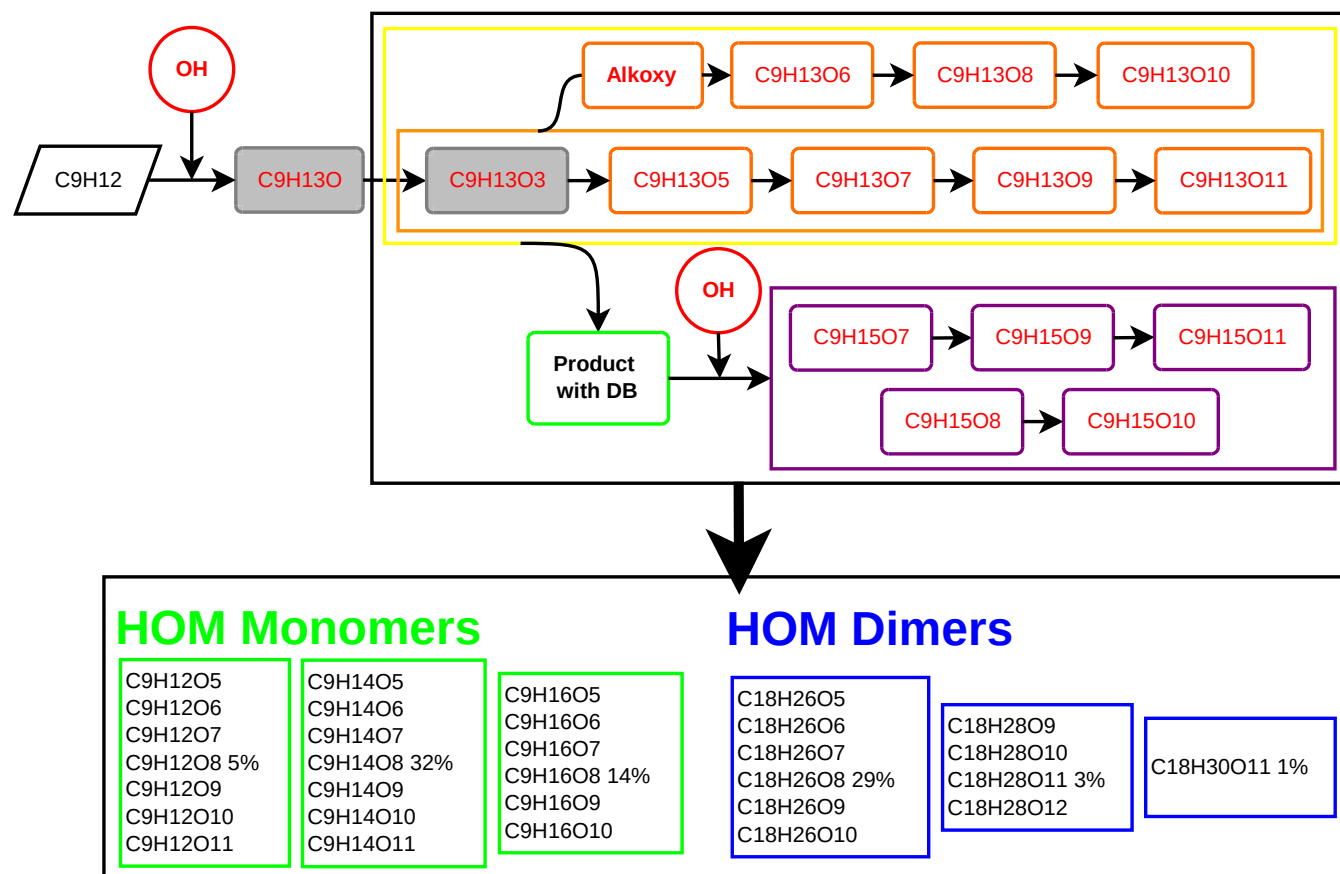 OH
Alkoxy
C9H13O6
C9H13O8
C9H13O10
C9H12
C9H13O
C9H13O3
C9H13O5
C9H13O7
C9H13O9
C9H13O11
OH
Product
with DB
C9H15O7
C9H15O9
C9H15O11
C9H15O8
C9H15O10
HOM Monomers
C9H12O5
C9H12O6
C9H12O7
C9H12O8 5%
C9H12O9
C9H12O10
C9H12O11
C9H14O5
C9H14O6
C9H14O7
C9H14O8 32%
C9H14O9
C9H14O10
C9H14O11
C9H16O5
C9H16O6
C9H16O7
C9H16O8 14%
C9H16O9
C9H16O10
HOM Dimers
C18H26O5
C18H26O6
C18H26O7
C18H26O8 29%
C18H26O9
C18H26O10
C18H28O9
C18H28O10
C18H28O11 3%
C18H28O12
C18H30O11 1%